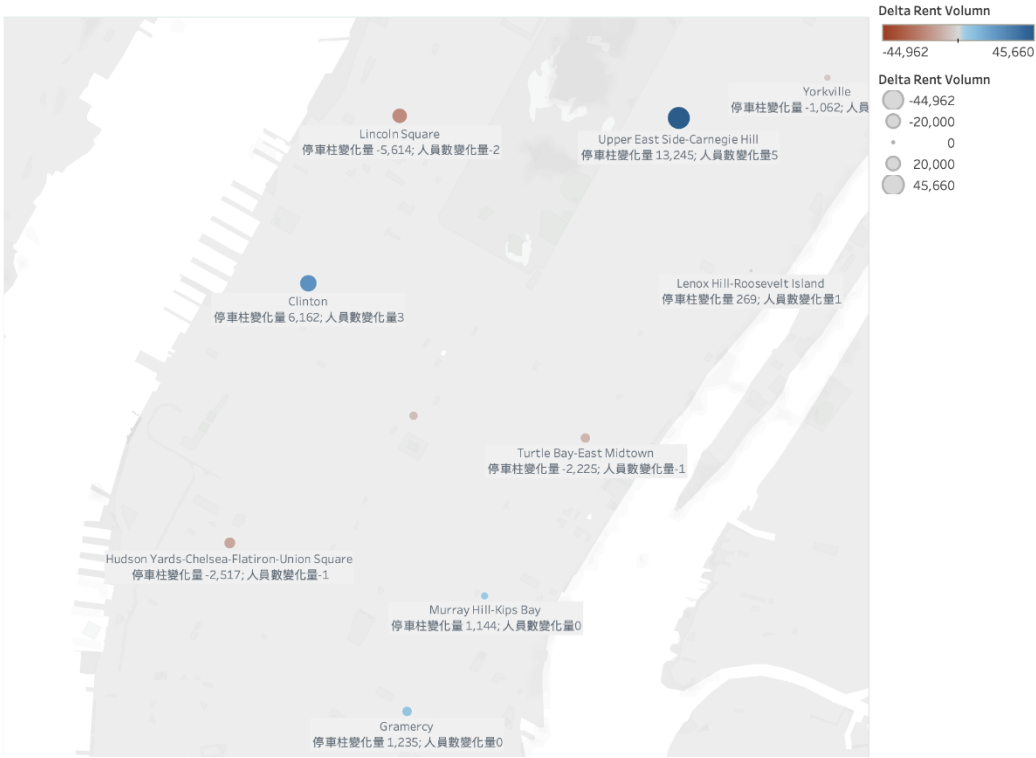 Delta Rent Volumn
-44,962 45,660
Delta Rent Volumn
-44,962
-20,000
0
20,000
45,660
Yorkville
停車柱變化量 -1,062; 人員
Lincoln Square
停車柱變化量 -5,614; 人員數變化量-2
Upper East Side-Carnegie Hill
停車柱變化量 13,245; 人員數變化量5
Lenox Hill-Roosevelt Island
停車柱變化量 269; 人員數變化量1
Clinton
停車柱變化量 6,162; 人員數變化量3
Turtle Bay-East Midtown
停車柱變化量 -2,225; 人員數變化量-1
Hudson Yards-Chelsea-Flatiron-Union Square
停車柱變化量 -2,517; 人員數變化量-1
Murray Hill-Kips Bay
停車柱變化量 1,144; 人員數變化量0
Gramercy
停車柱變化量 1,235; 人員數變化量0